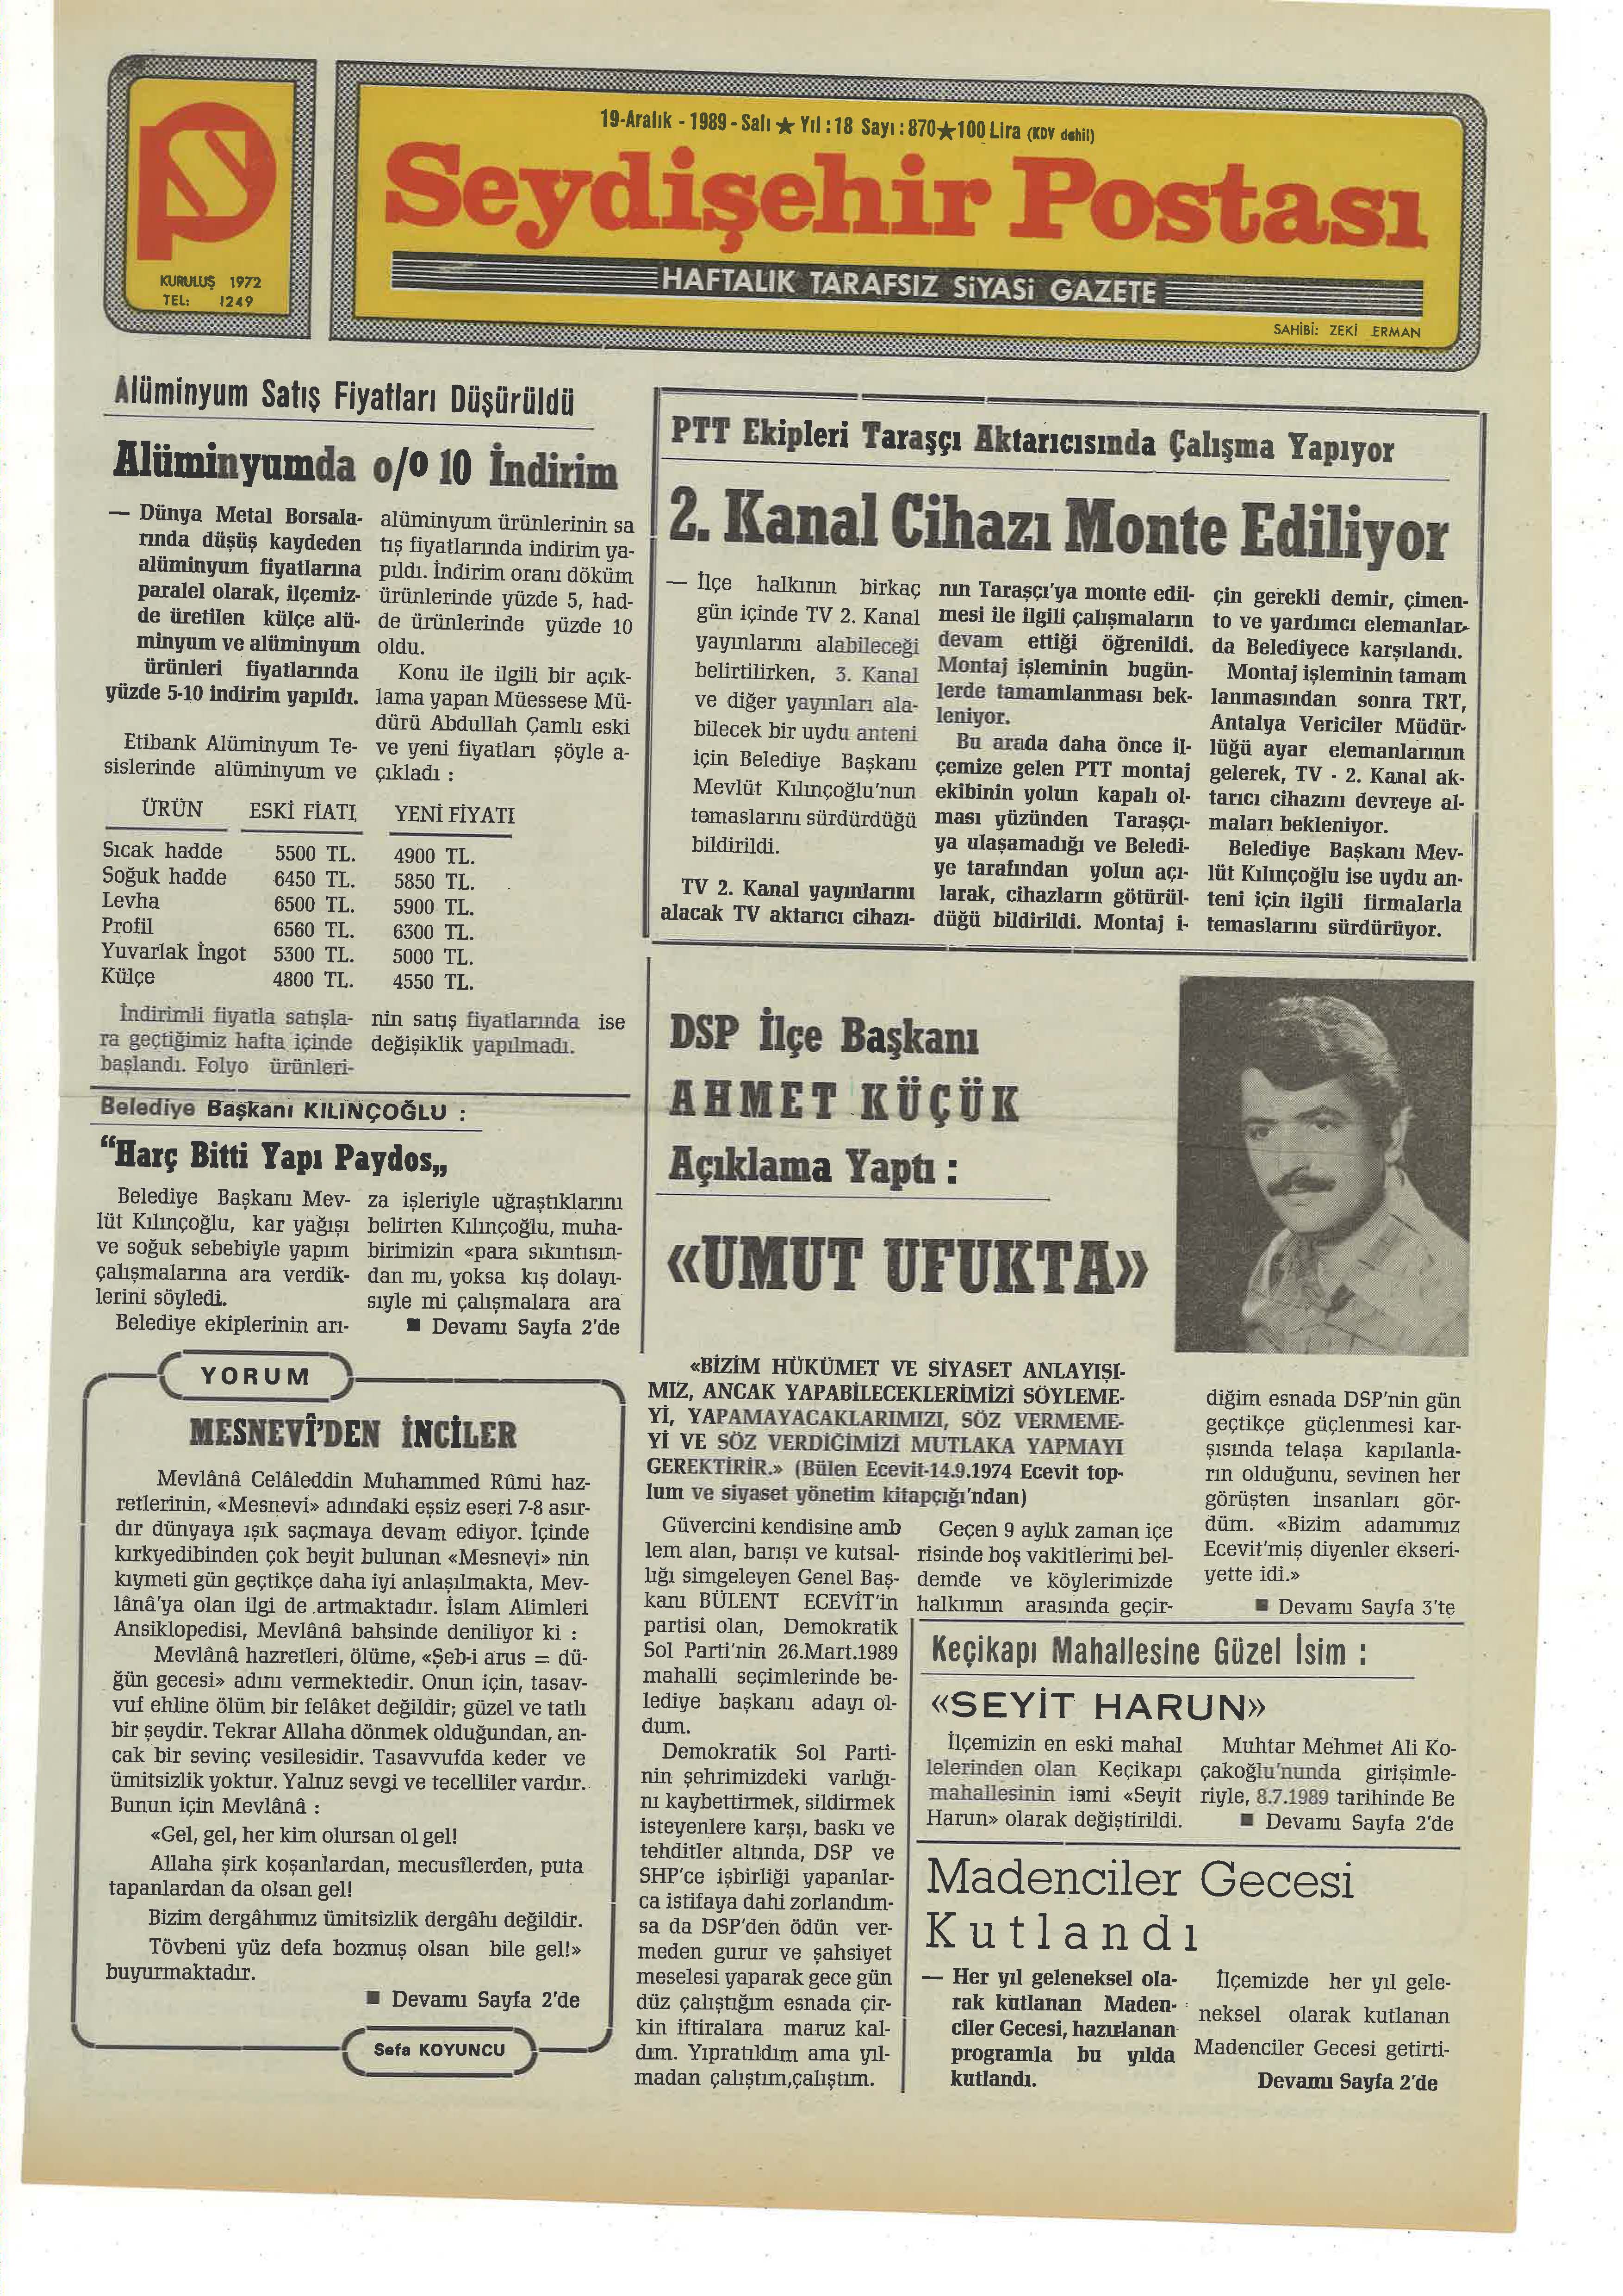 KURULUŞ 1972
TEL: 1249
19-Aralık - 1989 - Salı ★ Yıl : 18 Sayı : 870 ★ 100 Lira (KDV dahil)
Seydişehir Postası
HAFTALIK TARAFSIZ SiYASi GAZETE
SAHİBİ: ZEKİ ERMAN
Alüminyum Satış Fiyatları Düşürüldü
Alüminyumda o/o 10 İndirim
— Dünya Metal Borsala-
rında düşüş kaydeden
alüminyum fiyatlarına
paralel olarak, ilçemiz-
de üretilen külçe alü-
minyum ve alüminyum
ürünleri fiyatlarında
yüzde 5-10 indirim yapıldı.
Etibank Alüminyum Te-
sislerinde alüminyum ve
alüminyum ürünlerinin sa
tış fiyatlarında indirim ya-
pıldı. İndirim oranı döküm
ürünlerinde yüzde 5, had-
de ürünlerinde yüzde 10
oldu.
Konu ile ilgili bir açık-
lama yapan Müessese Mü-
dürü Abdullah Çamlı eski
ve yeni fiyatları şöyle a-
çıkladı :
ÜRÜN ESKİ FİATI YENİ FİYATI
Sıcak hadde 5500 TL. 4900 TL.
Soğuk hadde 6450 TL. 5850 TL.
Levha 6500 TL. 5900 TL.
Profil 6560 TL. 6300 TL.
Yuvarlak İngot 5300 TL. 5000 TL.
Külçe 4800 TL. 4550 TL.
İndirimli fiyatla satışla-
ra geçtiğimiz hafta içinde
başlandı. Folyo ürünleri-
nin satış fiyatlarında ise
değişiklik yapılmadı.
PTT Ekipleri Taraşçı Aktarıcısında Çalışma Yapıyor
2. Kanal Cihazı Monte Ediliyor
— İlçe halkının birkaç
gün içinde TV 2. Kanal
yayınlarını alabileceği
belirtilirken, 3. Kanal
ve diğer yayınları ala-
bilecek bir uydu anteni
için Belediye Başkanı
Mevlüt Kılınçoğlu'nun
temaslarını sürdürdüğü
bildirildi.
TV 2. Kanal yayınlarını
alacak TV aktarıcı cihazı-
nın Taraşçı'ya monte edil-
mesi ile ilgili çalışmaların
devam ettiği öğrenildi.
Montaj işleminin bugün-
lerde tamamlanması bek-
leniyor.
Bu arada daha önce il-
çemize gelen PTT montaj
ekibinin yolun kapalı ol-
ması yüzünden Taraşçı-
ya ulaşamadığı ve Beledi-
ye tarafından yolun açı-
larak, cihazların götürül-
düğü bildirildi. Montaj i-
çin gerekli demir, çimen-
to ve yardımcı elemanlar-
da Belediyece karşılandı.
Montaj işleminin tamam
lanmasından sonra TRT,
Antalya Vericiler Müdür-
lüğü ayar elemanlarının
gelerek, TV - 2. Kanal ak-
tarıcı cihazını devreye al-
maları bekleniyor.
Belediye Başkanı Mev-
lüt Kılınçoğlu ise uydu an-
teni için ilgili firmalarla
temaslarını sürdürüyor.
Belediye Başkanı KILINÇOĞLU :
“Harç Bitti Yapı Paydos„
Belediye Başkanı Mev-
lüt Kılınçoğlu, kar yağışı
ve soğuk sebebiyle yapım
çalışmalarına ara verdik-
lerini söyledi.
Belediye ekiplerinin arı-
za işleriyle uğraştıklarını
belirten Kılınçoğlu, muha-
birimizin «para sıkıntısın-
dan mı, yoksa kış dolayı-
sıyle mi çalışmalara ara
■ Devamı Sayfa 2'de
YORUM
MESNEVÎ'DEN İNCİLER
Mevlânâ Celâleddin Muhammed Rûmi haz-
retlerinin, «Mesnevi» adındaki eşsiz eseri 7-8 asır-
dır dünyaya ışık saçmaya devam ediyor. İçinde
kırkyedibinden çok beyit bulunan «Mesnevi» nin
kıymeti gün geçtikçe daha iyi anlaşılmakta, Mev-
lânâ'ya olan ilgi de artmaktadır. İslam Alimleri
Ansiklopedisi, Mevlânâ bahsinde deniliyor ki :
Mevlânâ hazretleri, ölüme, «Şeb-i arus = dü-
ğün gecesi» adını vermektedir. Onun için, tasav-
vuf ehline ölüm bir felâket değildir; güzel ve tatlı
bir şeydir. Tekrar Allaha dönmek olduğundan, an-
cak bir sevinç vesilesidir. Tasavvufda keder ve
ümitsizlik yoktur. Yalnız sevgi ve tecelliler vardır.
Bunun için Mevlânâ :
«Gel, gel, her kim olursan ol gel!
Allaha şirk koşanlardan, mecusîlerden, puta
tapanlardan da olsan gel!
Bizim dergâhımız ümitsizlik dergâhı değildir.
Tövbeni yüz defa bozmuş olsan bile gel!»
buyurmaktadır.
■ Devamı Sayfa 2'de
Sefa KOYUNCU
DSP İlçe Başkanı
AHMET KÜÇÜK
Açıklama Yaptı :
«UMUT UFUKTA»
«BİZİM HÜKÜMET VE SİYASET ANLAYIŞI-
MIZ, ANCAK YAPABİLECEKLERİMİZİ SÖYLEME-
Yİ, YAPAMAYACAKLARIMIZI, SÖZ VERMEME-
Yİ VE SÖZ VERDİĞİMİZİ MUTLAKA YAPMAYI
GEREKTİRİR.» (Bülen Ecevit-14.9.1974 Ecevit top-
lum ve siyaset yönetim kitapçığı'ndan)
Güvercini kendisine amb
lem alan, barışı ve kutsal-
lığı simgeleyen Genel Baş-
kanı BÜLENT ECEVİT'in
partisi olan, Demokratik
Sol Parti'nin 26.Mart.1989
mahalli seçimlerinde be-
lediye başkanı adayı ol-
dum.
Demokratik Sol Parti-
nin şehrimizdeki varlığı-
nı kaybettirmek, sildirmek
isteyenlere karşı, baskı ve
tehditler altında, DSP ve
SHP'ce işbirliği yapanlar-
ca istifaya dahi zorlandım-
sa da DSP'den ödün ver-
meden gurur ve şahsiyet
meselesi yaparak gece gün
düz çalıştığım esnada çir-
kin iftiralara maruz kal-
dım. Yıpratıldım ama yıl-
madan çalıştım,çalıştım.
Geçen 9 aylık zaman içe
risinde boş vakitlerimi bel-
demde ve köylerimizde
halkımın arasında geçir-
diğim esnada DSP'nin gün
geçtikçe güçlenmesi kar-
şısında telaşa kapılanla-
rın olduğunu, sevinen her
görüşten insanları gör-
düm. «Bizim adamımız
Ecevit'miş diyenler ekseri-
yette idi.»
■ Devamı Sayfa 3'te
Keçikapı Mahallesine Güzel İsim :
«SEYİT HARUN»
İlçemizin en eski mahal
lelerinden olan Keçikapı
mahallesinin ismi «Seyit
Harun» olarak değiştirildi.
Muhtar Mehmet Ali Ko-
çakoğlu'nunda girişimle-
riyle, 8.7.1989 tarihinde Be
■ Devamı Sayfa 2'de
Madenciler Gecesi
Kutlandı
— Her yıl geleneksel ola-
rak kutlanan Maden-
ciler Gecesi, hazırlanan
programla bu yılda
kutlandı.
İlçemizde her yıl gele-
neksel olarak kutlanan
Madenciler Gecesi getirti-
Devamı Sayfa 2'de